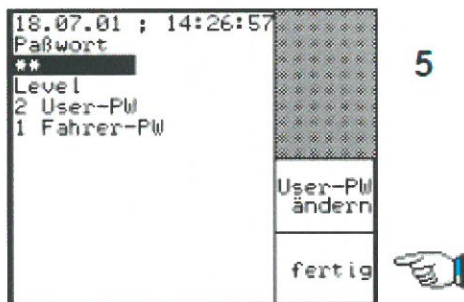 18.07.01 ; 14:26:57
Paßwort
**
Level
2 User-PW
1 Fahrer-PW
User-PW
ändern
fertig
5